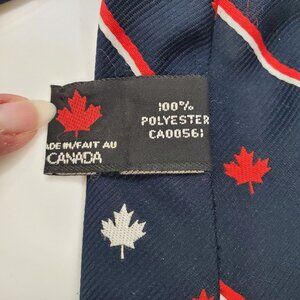 ADE IN/FAIT AU
CANADA
100%
POLYESTER
CA00561